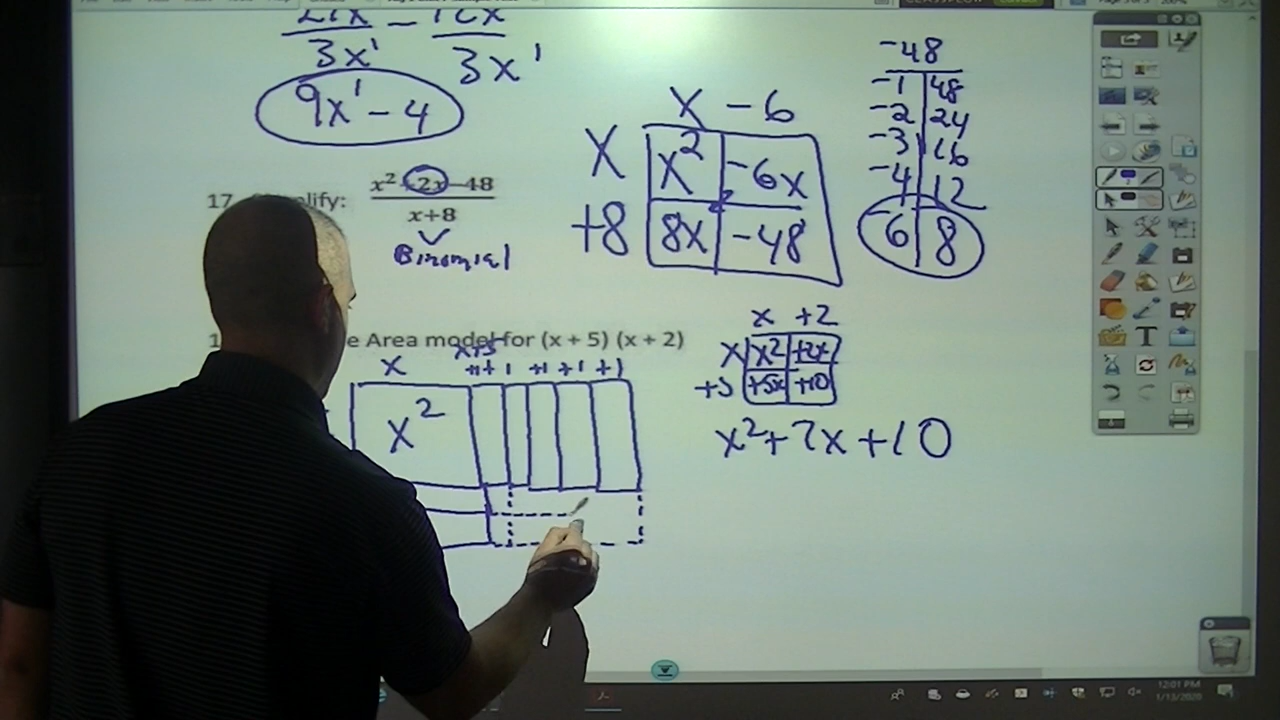 3x¹ 3x¹
9x¹ - 4
17.
x² + 2x - 48
x+8
Binomial
x - 6
x x² -6x
+8 8x -48
-48
-1 48
-2 24
-3 16
-4 12
-6 8
Area model for (x + 5) (x + 2)
x x+5 +1 +1 +1 +1
x²
x +2
x x² +2x
+5 +5x +10
x²+7x+10
T
12:01 PM
1/13/2020